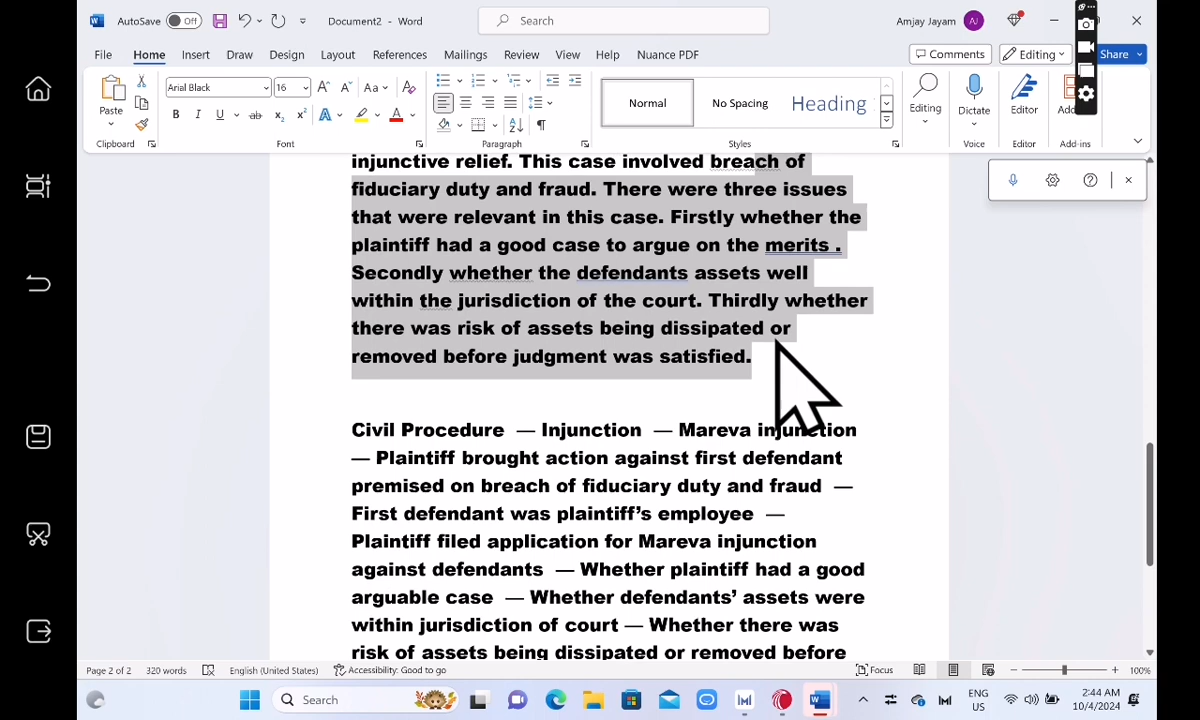 AutoSave Off Document2 - Word Search Amjay Jayam AJ
File Home Insert Draw Design Layout References Mailings Review View Help Nuance PDF Comments Editing Share
Paste Arial Black 16 Aa Normal No Spacing Heading Editing Dictate Editor Add
Clipboard Font Paragraph Styles Voice Editor Add-ins
injunctive relief. This case involved breach of
fiduciary duty and fraud. There were three issues
that were relevant in this case. Firstly whether the
plaintiff had a good case to argue on the merits .
Secondly whether the defendants assets well
within the jurisdiction of the court. Thirdly whether
there was risk of assets being dissipated or
removed before judgment was satisfied.
Civil Procedure — Injunction — Mareva injunction
— Plaintiff brought action against first defendant
premised on breach of fiduciary duty and fraud —
First defendant was plaintiff’s employee —
Plaintiff filed application for Mareva injunction
against defendants — Whether plaintiff had a good
arguable case — Whether defendants’ assets were
within jurisdiction of court — Whether there was
risk of assets being dissipated or removed before
Page 2 of 2 320 words English (United States) Accessibility: Good to go Focus 100%
Search ENG US 2:44 AM 10/4/2024